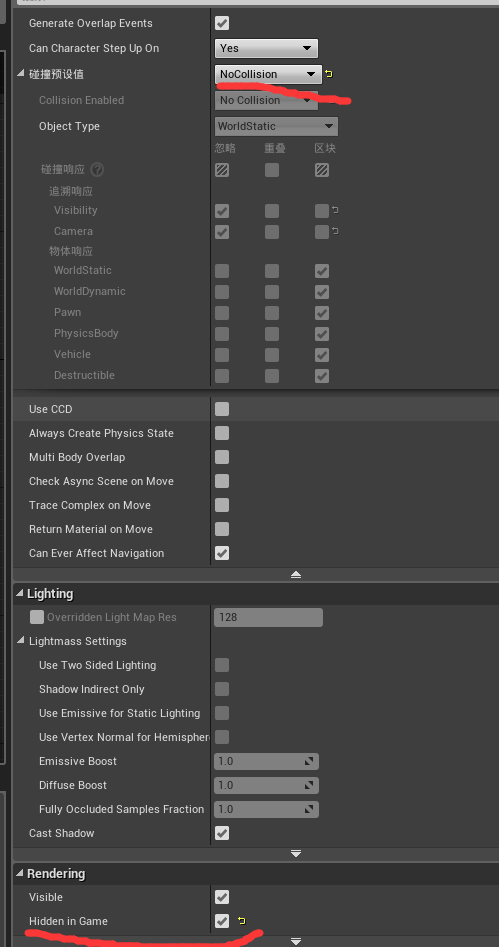 Generate Overlap Events
Can Character Step Up On Yes
碰撞预设值 NoCollision
Collision Enabled No Collision
Object Type WorldStatic
忽略 重叠 区块
碰撞响应 ?
追溯响应
Visibility
Camera
物体响应
WorldStatic
WorldDynamic
Pawn
PhysicsBody
Vehicle
Destructible
Use CCD
Always Create Physics State
Multi Body Overlap
Check Async Scene on Move
Trace Complex on Move
Return Material on Move
Can Ever Affect Navigation
Lighting
Overridden Light Map Res 128
Lightmass Settings
Use Two Sided Lighting
Shadow Indirect Only
Use Emissive for Static Lighting
Use Vertex Normal for Hemisphere
Emissive Boost 1.0
Diffuse Boost 1.0
Fully Occluded Samples Fraction 1.0
Cast Shadow
Rendering
Visible
Hidden in Game